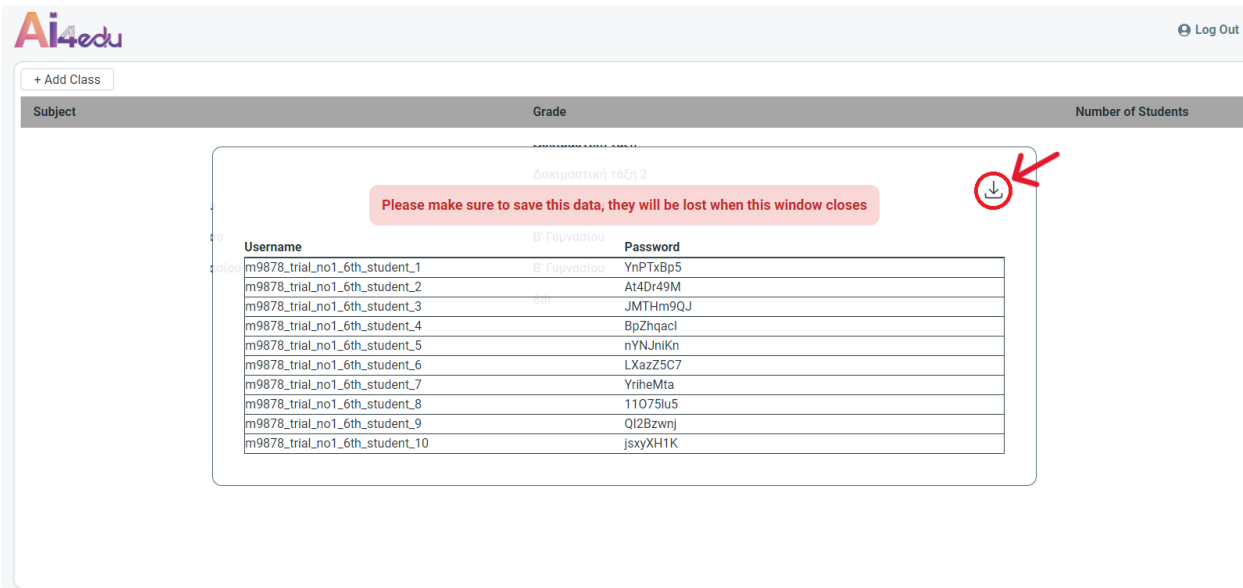 Ai4edu
Log Out
+ Add Class
Subject Grade Number of Students
Δοκιμαστική τάξη 2
Please make sure to save this data, they will be lost when this window closes
Β' Γυμνασίου
Username Password
Β' Γυμνασίου
m9878_trial_no1_6th_student_1 YnPTxBp5
m9878_trial_no1_6th_student_2 At4Dr49M
6th
m9878_trial_no1_6th_student_3 JMTHm9QJ
m9878_trial_no1_6th_student_4 BpZhqacI
m9878_trial_no1_6th_student_5 nYNJniKn
m9878_trial_no1_6th_student_6 LXazZ5C7
m9878_trial_no1_6th_student_7 YriheMta
m9878_trial_no1_6th_student_8 11O75lu5
m9878_trial_no1_6th_student_9 Ql2Bzwnj
m9878_trial_no1_6th_student_10 jsxyXH1K